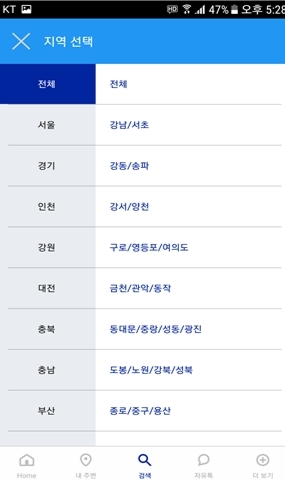 KT HD 47% 오후 5:28
지역 선택
전체 전체
서울 강남/서초
경기 강동/송파
인천 강서/양천
강원 구로/영등포/여의도
대전 금천/관악/동작
충북 동대문/중랑/성동/광진
충남 도봉/노원/강북/성북
부산 종로/중구/용산
Home 내 주변 검색 자유톡 더 보기